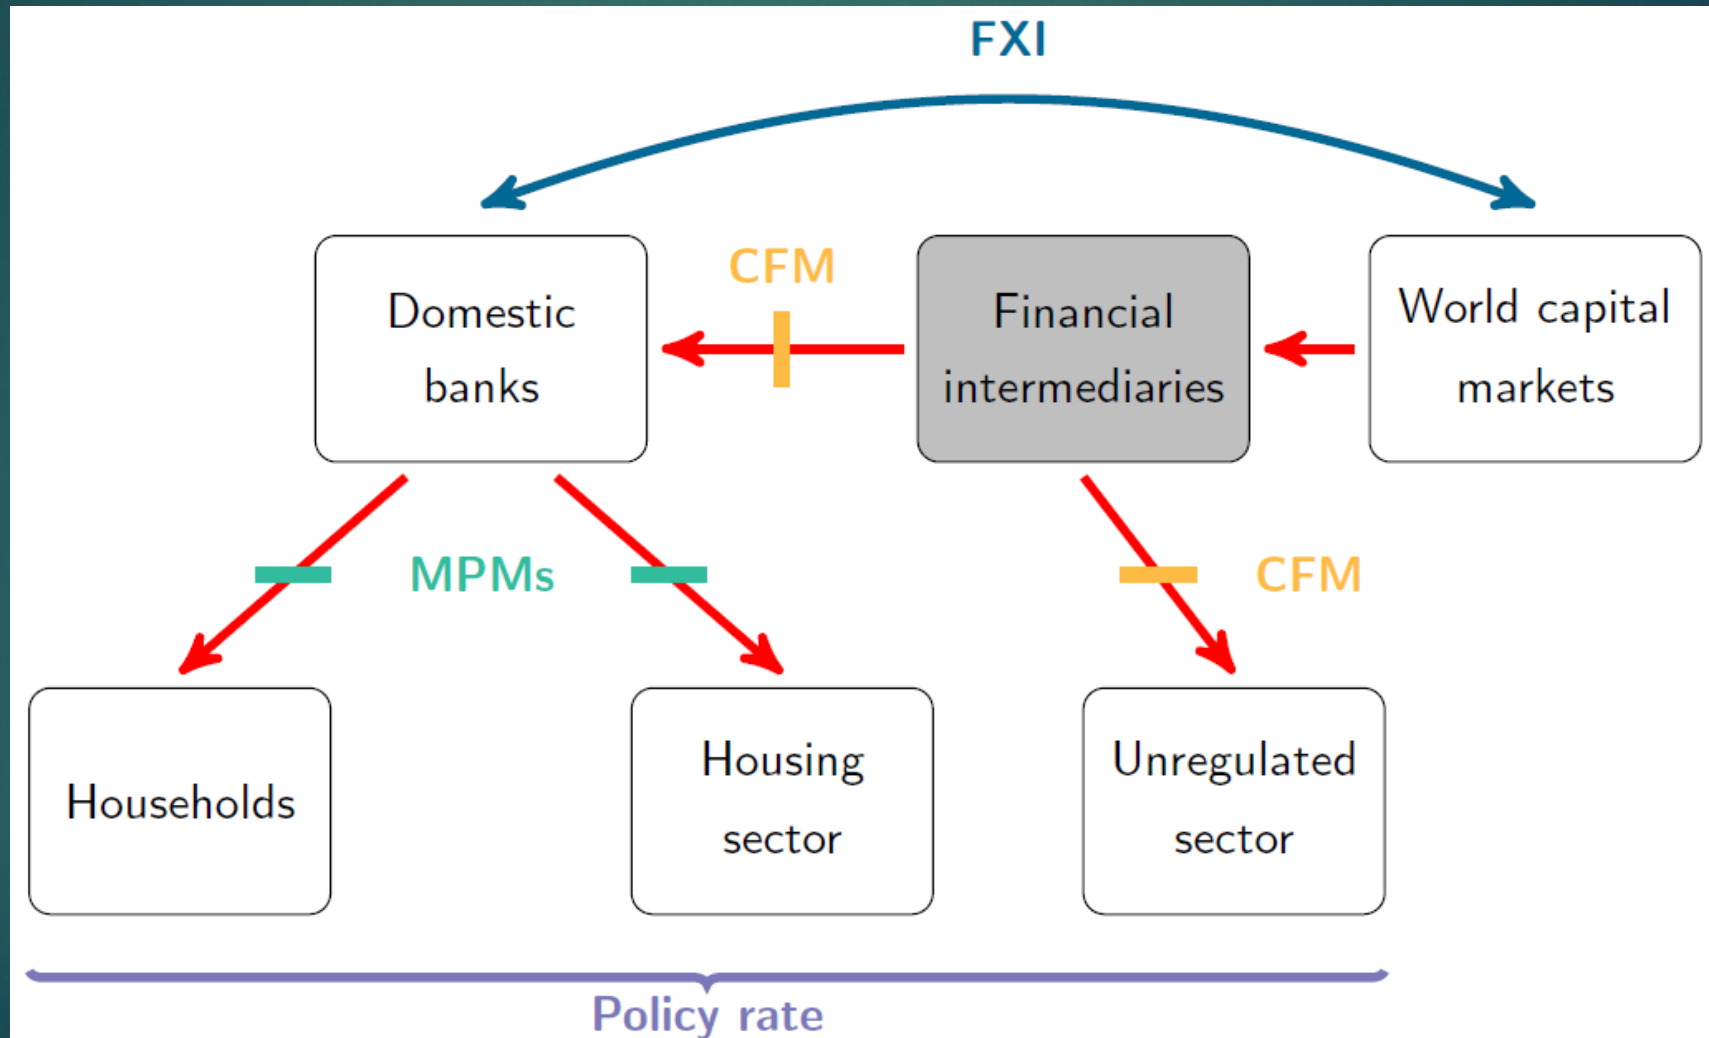 FXI
CFM
Domestic
banks
Financial
intermediaries
World capital
markets
MPMs
CFM
Households
Housing
sector
Unregulated
sector
Policy rate